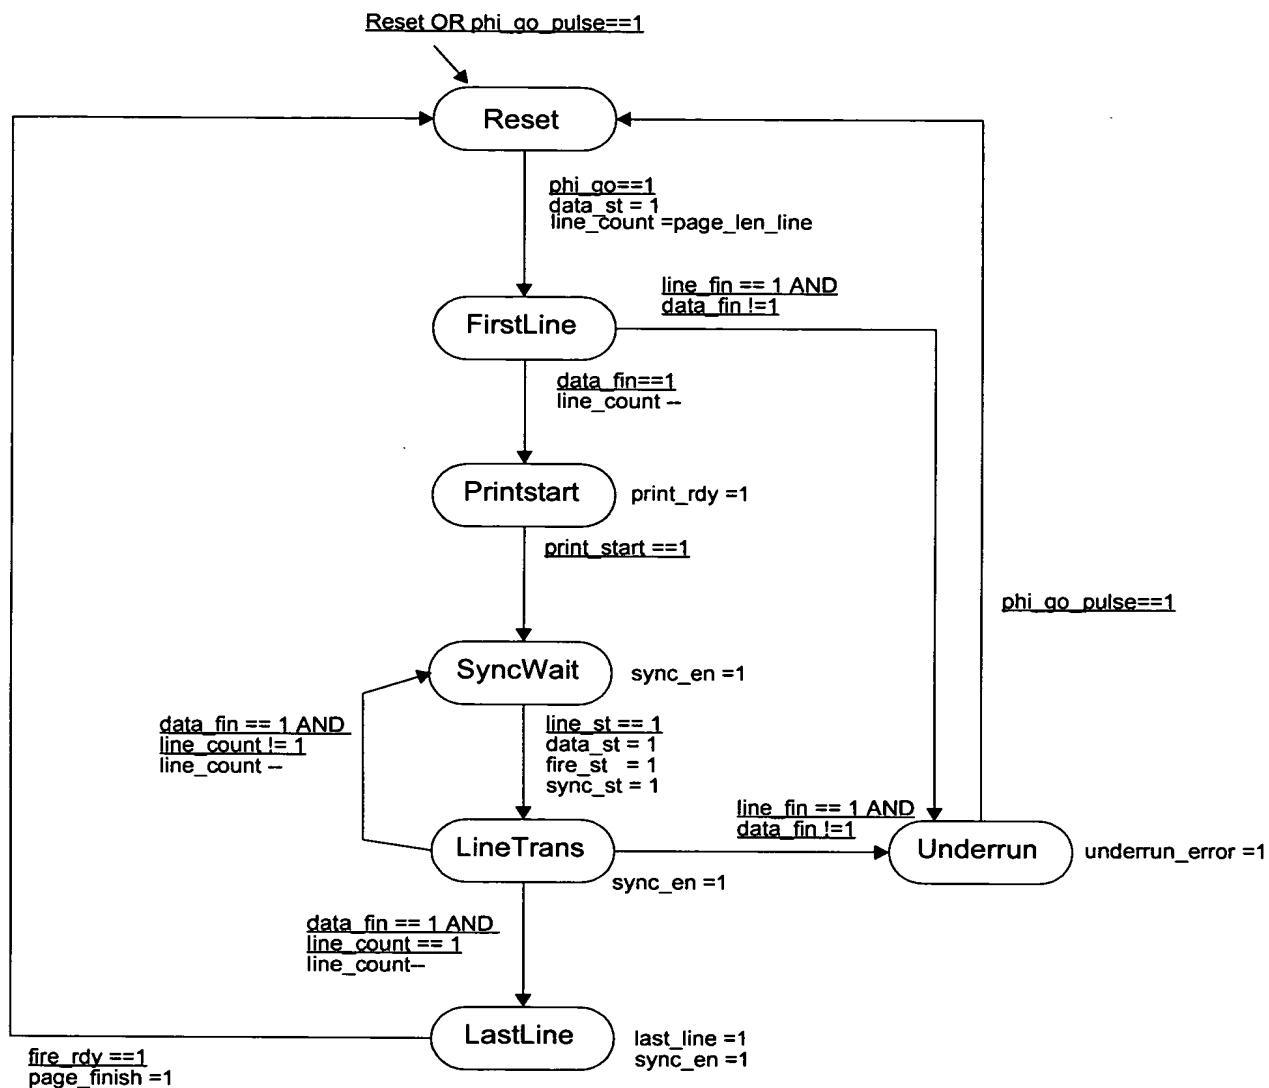 Reset OR phi_go_pulse==1
Reset
phi_go==1
data_st = 1
line_count =page_len_line
line_fin == 1 AND
data_fin !=1
FirstLine
data_fin==1
line_count --
Printstart
print_rdy =1
print_start ==1
phi_go_pulse==1
SyncWait
sync_en =1
data_fin == 1 AND
line_count != 1
line_count --
line_st == 1
data_st = 1
fire_st = 1
sync_st = 1
line_fin == 1 AND
data_fin !=1
LineTrans
sync_en =1
Underrun
underrun_error =1
data_fin == 1 AND
line_count == 1
line_count--
LastLine
last_line =1
sync_en =1
fire_rdy ==1
page_finish =1